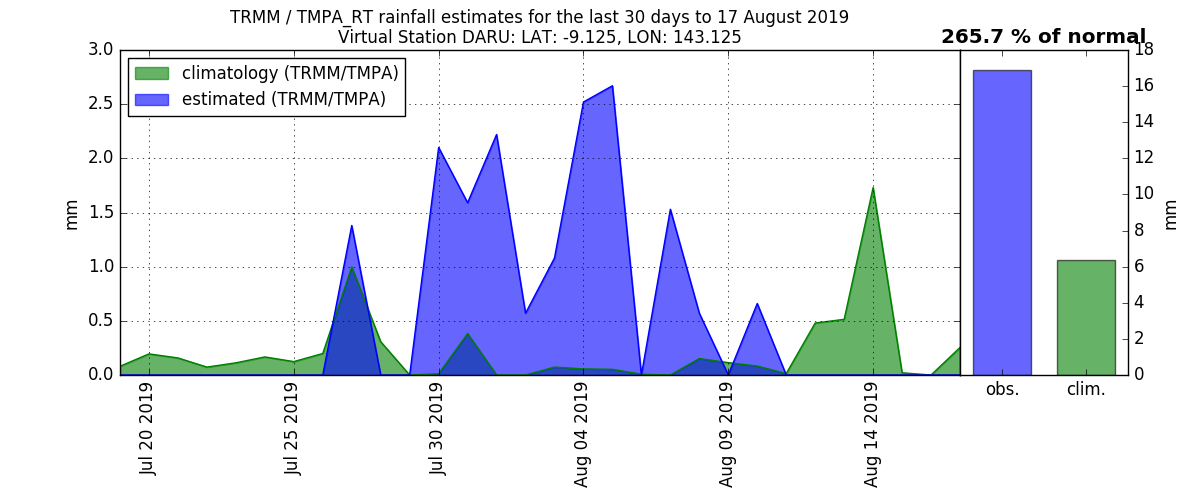 TRMM / TMPA_RT rainfall estimates for the last 30 days to 17 August 2019
Virtual Station DARU: LAT: -9.125, LON: 143.125
265.7 % of normal
climatology (TRMM/TMPA)
estimated (TRMM/TMPA)
3.0
2.5
2.0
1.5
1.0
0.5
0.0
mm
Jul 20 2019
Jul 25 2019
Jul 30 2019
Aug 04 2019
Aug 09 2019
Aug 14 2019
18
16
14
12
10
8
6
4
2
0
mm
obs.
clim.